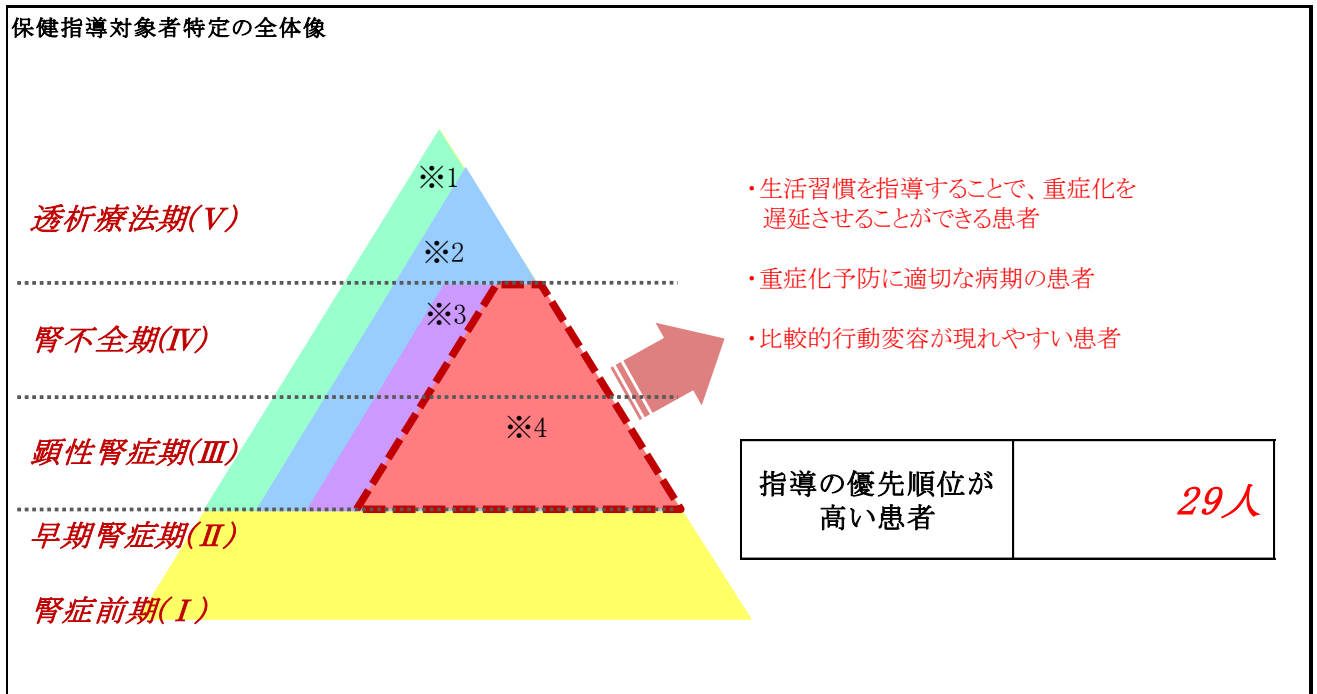 保健指導対象者特定の全体像
※1
※2
※3
※4
透析療法期(Ⅴ)
腎不全期(Ⅳ)
顕性腎症期(Ⅲ)
早期腎症期(Ⅱ)
腎症前期(Ⅰ)
・生活習慣を指導することで、重症化を
遅延させることができる患者
・重症化予防に適切な病期の患者
・比較的行動変容が現れやすい患者
指導の優先順位が
高い患者
29人